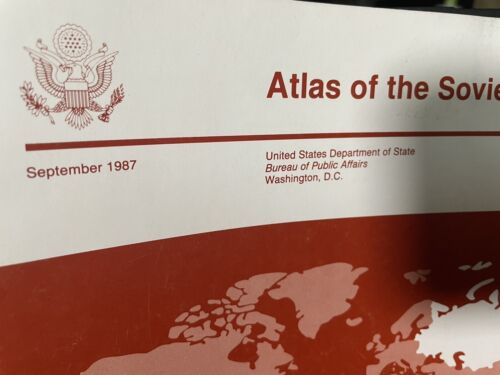 Atlas of the Sovie
September 1987
United States Department of State
Bureau of Public Affairs
Washington, D.C.